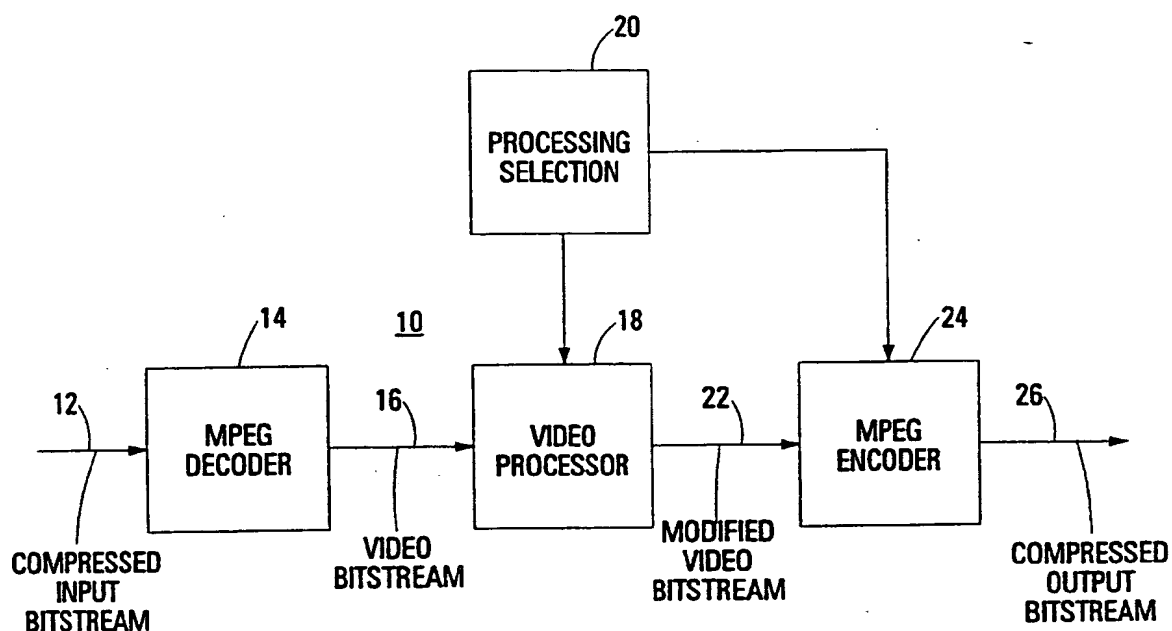 20
PROCESSING
SELECTION
14
10
18
24
12
MPEG
DECODER
16
VIDEO
PROCESSOR
22
MPEG
ENCODER
26
COMPRESSED
INPUT
BITSTREAM
VIDEO
BITSTREAM
MODIFIED
VIDEO
BITSTREAM
COMPRESSED
OUTPUT
BITSTREAM